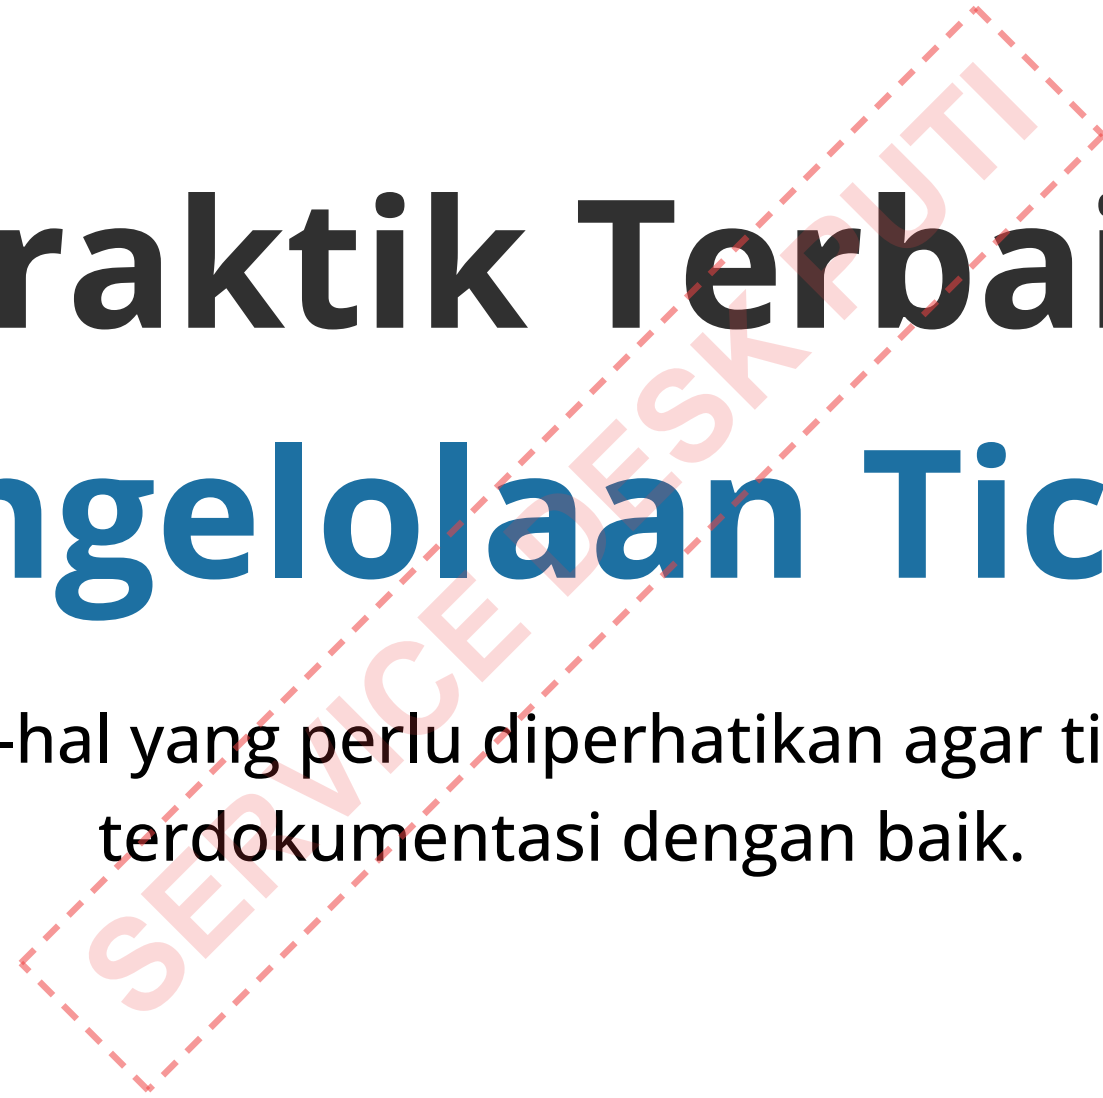 raktik Terbai
ngelolaan Tic
-hal yang perlu diperhatikan agar ti
terdokumentasi dengan baik.
SERVICE DESK PUTI